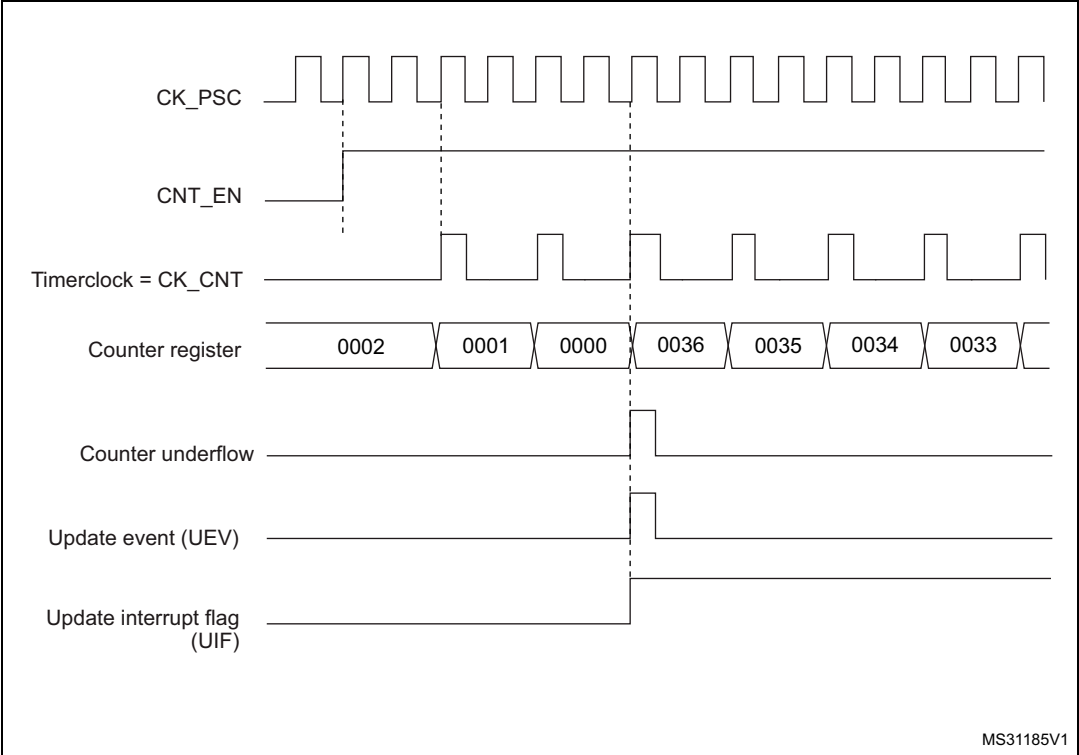 CK_PSC
CNT_EN
Timerclock = CK_CNT
Counter register
0002 0001 0000 0036 0035 0034 0033
Counter underflow
Update event (UEV)
Update interrupt flag
(UIF)
MS31185V1